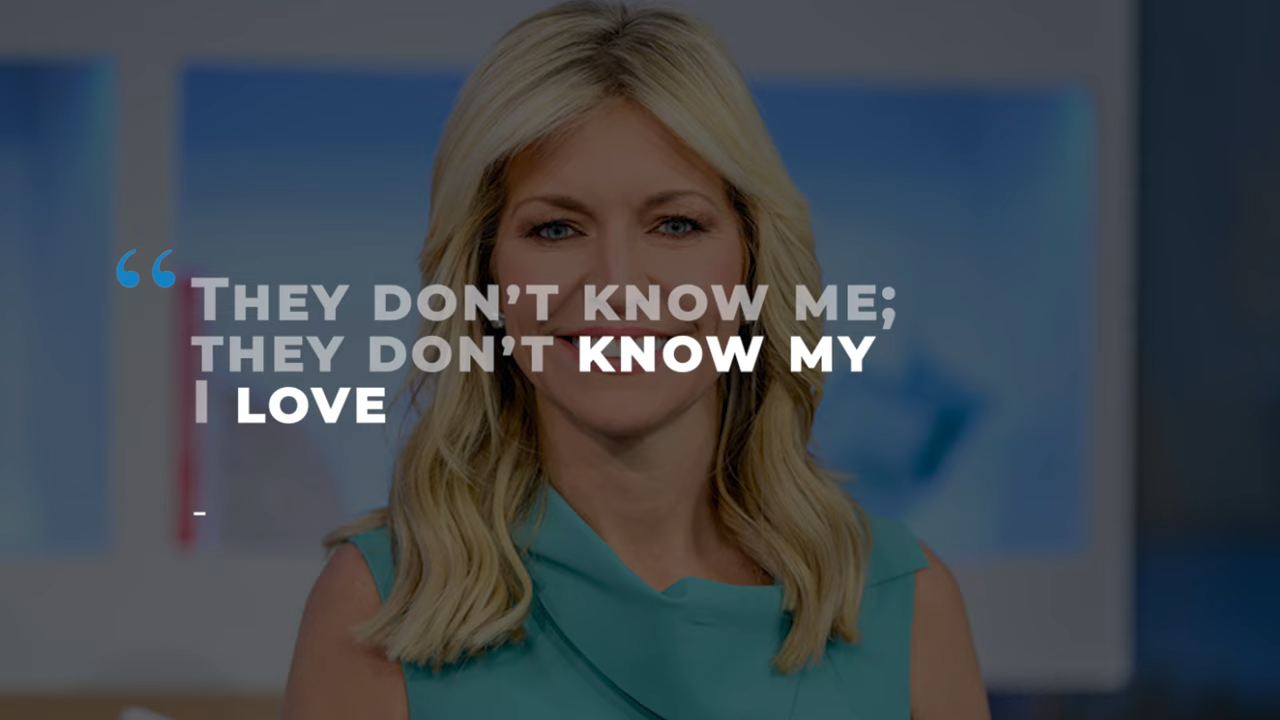 “They don’t know me;
they don’t know my
I love
-